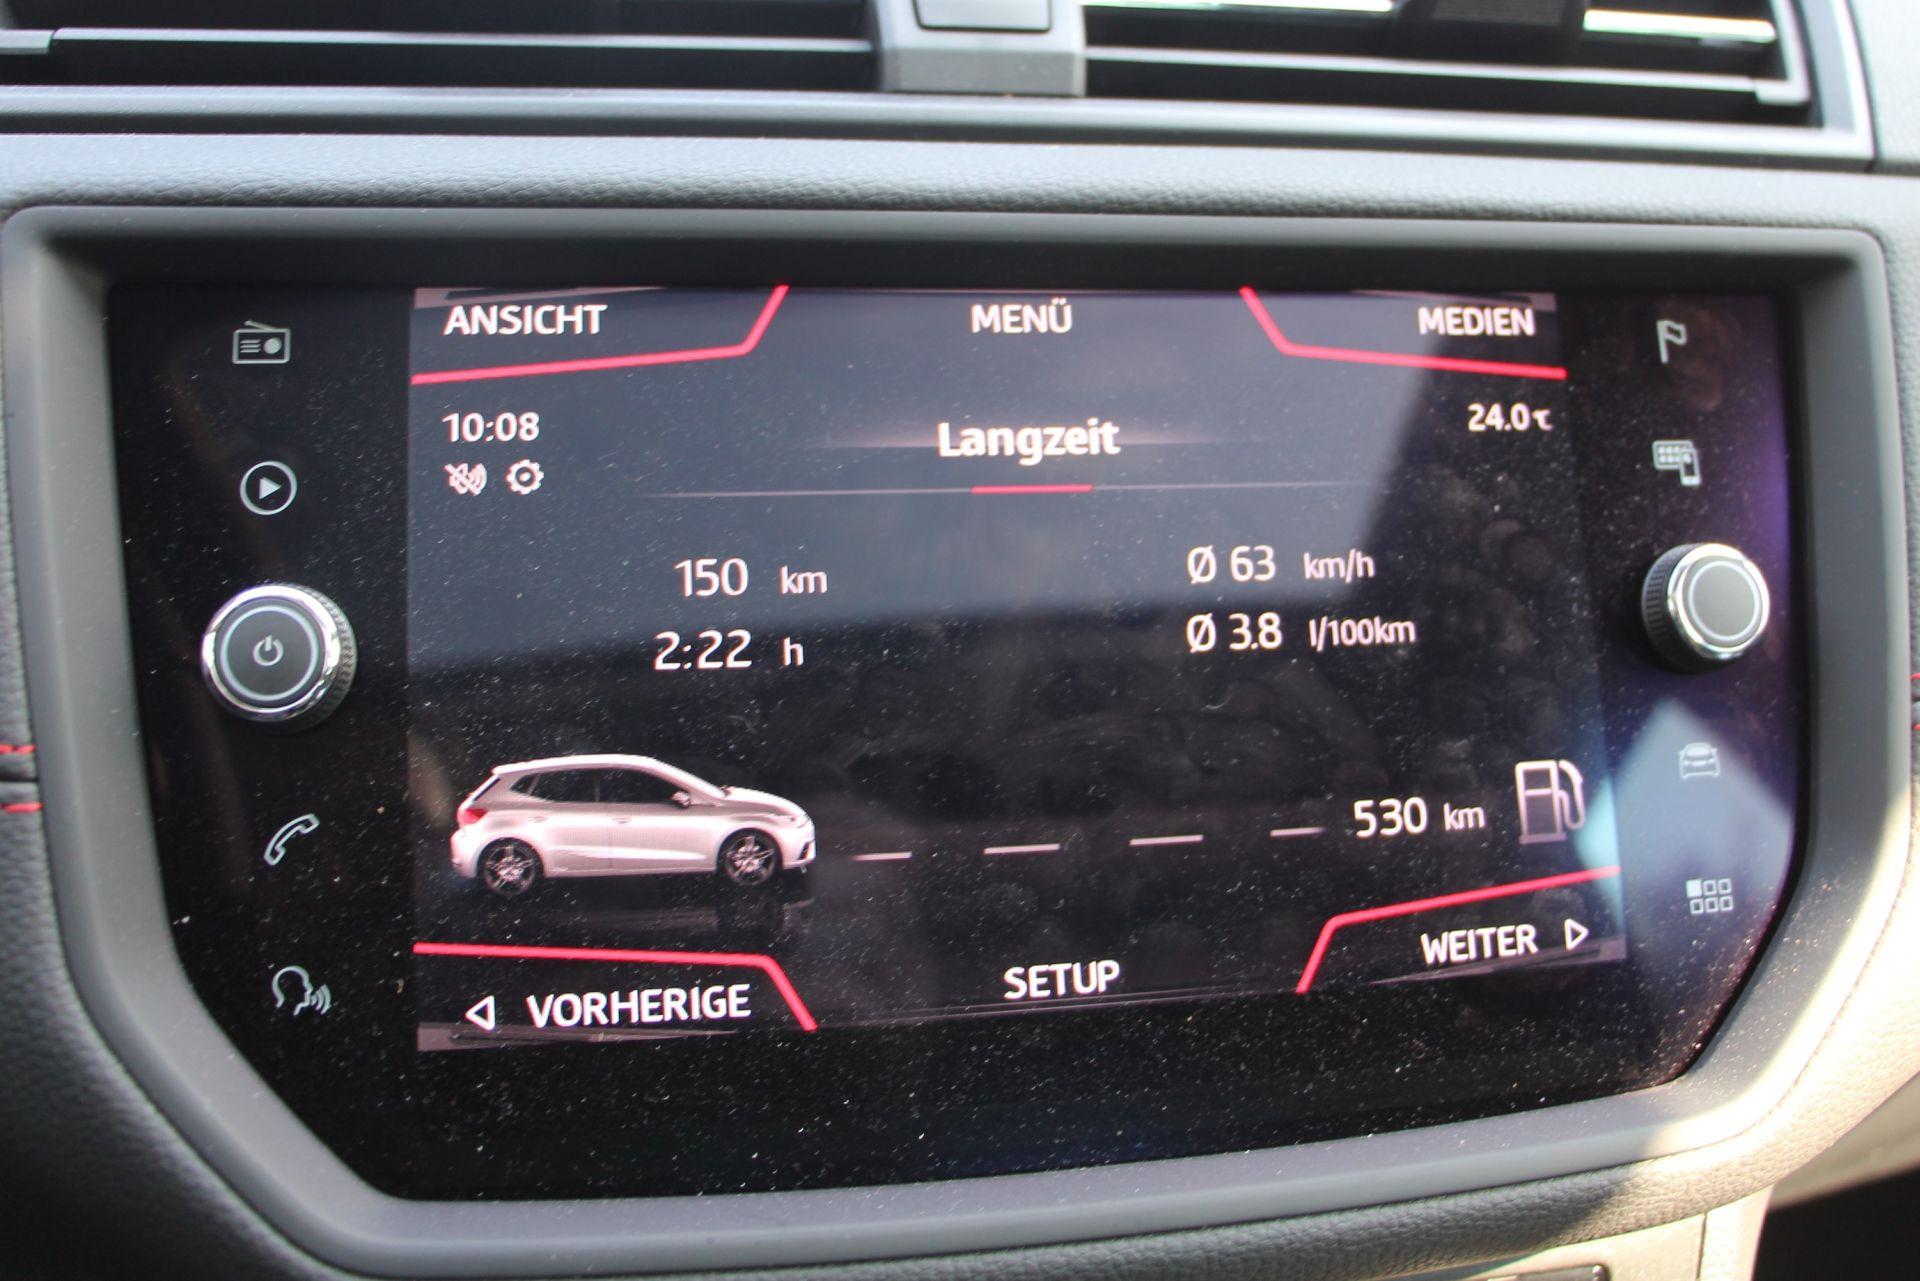 ANSICHT MENÜ MEDIEN
10:08 Langzeit 24.0 °C
150 km Ø 63 km/h
2:22 h Ø 3.8 l/100km
530 km
VORHERIGE SETUP WEITER